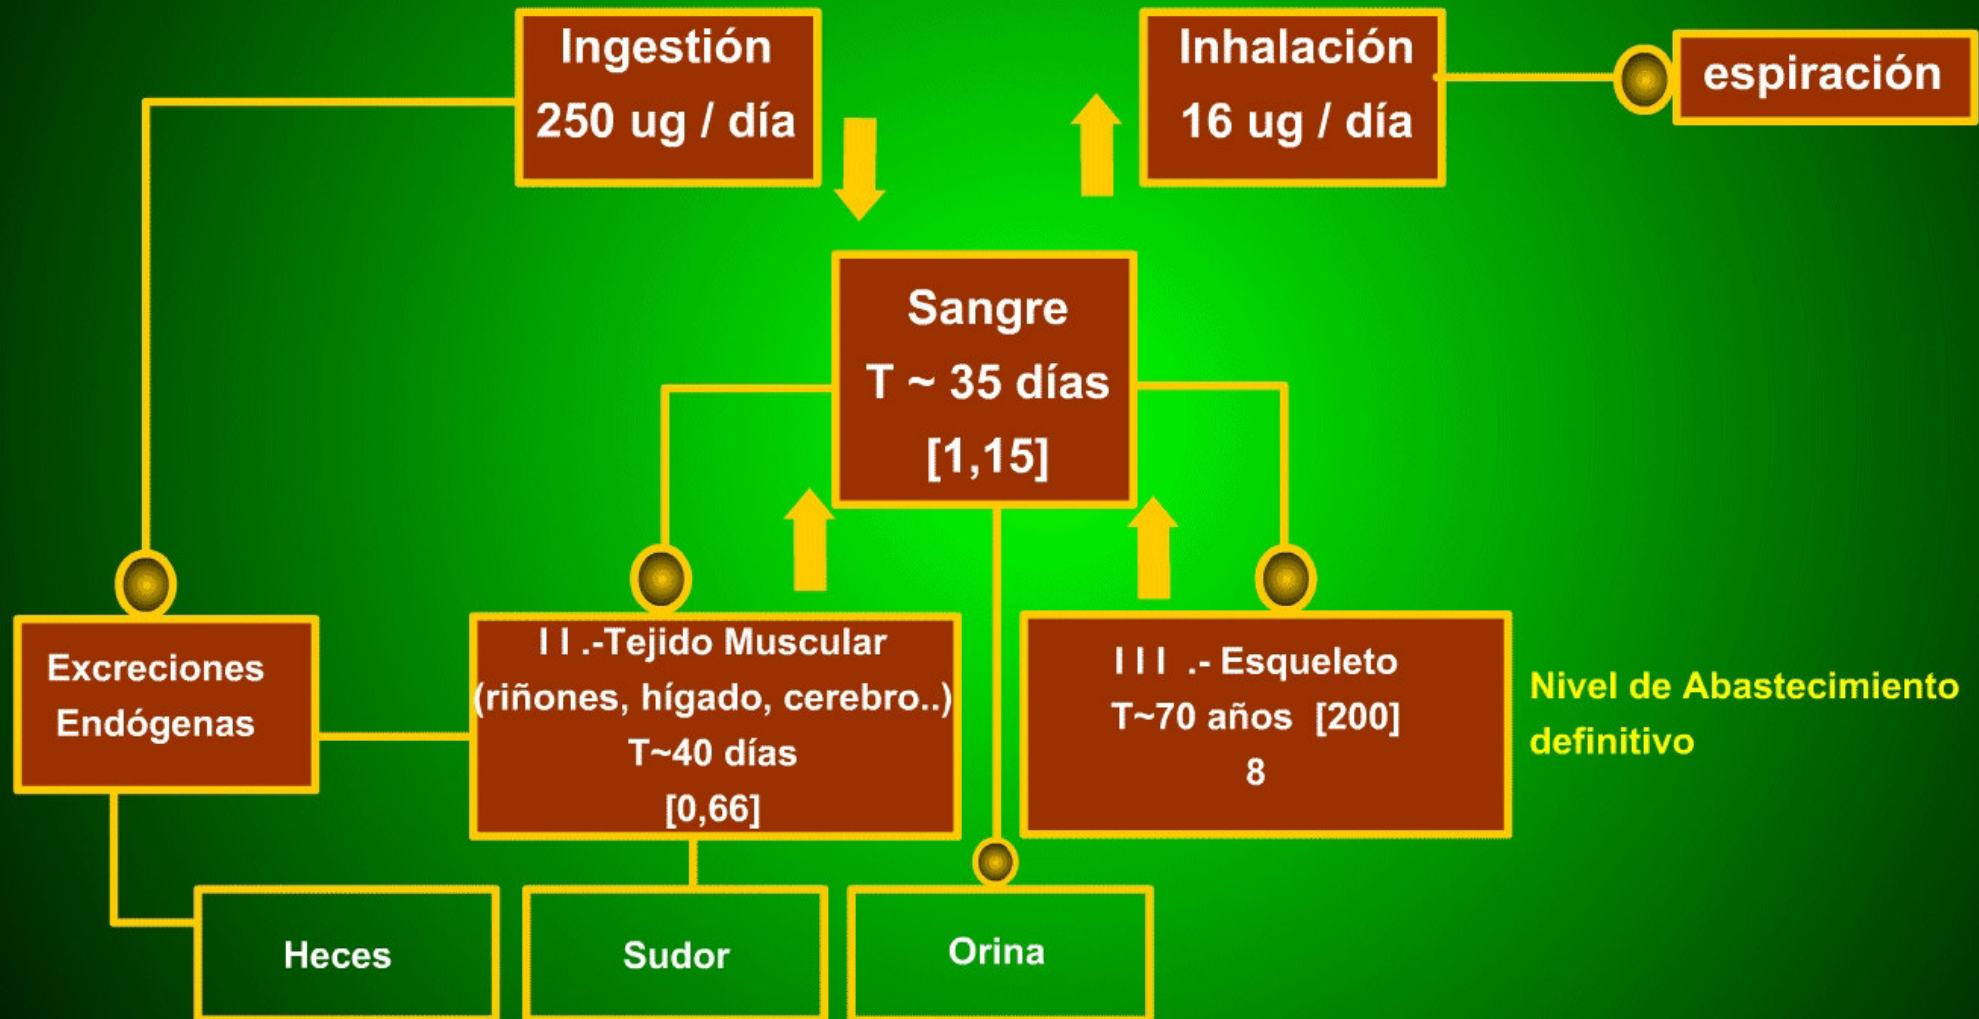 Ingestión
250 ug / día
Inhalación
16 ug / día
espiración
Sangre
T ~ 35 días
[1,15]
Excreciones
Endógenas
I I .-Tejido Muscular
(riñones, hígado, cerebro..)
T~40 días
[0,66]
I I I .- Esqueleto
T~70 años [200]
8
Nivel de Abastecimiento
definitivo
Heces
Sudor
Orina